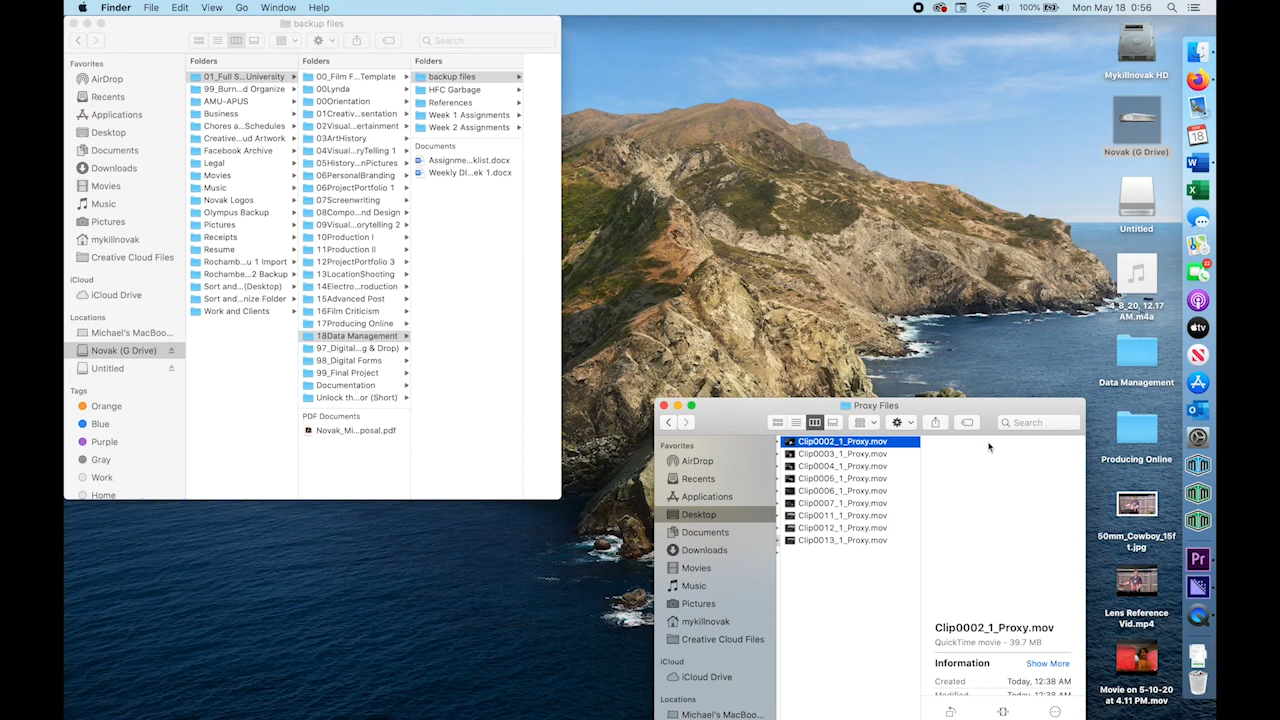 Finder File Edit View Go Window Help
100% Mon May 18 0:56
backup files
Search
Favorites
AirDrop
Recents
Applications
Desktop
Documents
Downloads
Movies
Music
Pictures
mykillnovak
Creative Cloud Files
iCloud
iCloud Drive
Locations
Michael's MacBoo...
Novak (G Drive)
Untitled
Tags
Orange
Blue
Purple
Gray
Work
Home
Folders
01_Full S...University
99_Burn...d Organize
AMU-APUS
Business
Chores a...Schedules
Creative...ud Artwork
Facebook Archive
Legal
Movies
Music
Novak Logos
Olympus Backup
Pictures
Receipts
Resume
Rochamb...u 1 Import
Rochambe...2 Backup
Sort and...(Desktop)
Sort and...nize Folder
Work and Clients
Folders
00_Film F...Template
00Lynda
00Orientation
01Creativ...sentation
02Visual...ertainment
03ArtHistory
04Visual...ryTelling 1
05History...nPictures
06PersonalBranding
06ProjectPortfolio 1
07Screenwriting
08Compo...nd Design
09Visual...orytelling 2
10Production I
11Production II
12ProjectPortfolio 3
13LocationShooting
14Electro...roduction
15Advanced Post
16Film Criticism
17Producing Online
18Data Management
97_Digital...g & Drop)
98_Digital Forms
99_Final Project
Documentation
Unlock th...or (Short)
PDF Documents
Novak_Mi...posal.pdf
Folders
backup files
HFC Garbage
References
Week 1 Assignments
Week 2 Assignments
Documents
Assignme...klist.docx
Weekly DI...ek 1.docx
Mykillnovak HD
Novak (G Drive)
Untitled
4_8_20, 12.17
AM.m4a
Data Management
Producing Online
50mm_Cowboy_15f
t.jpg
Lens Reference
Vid.mp4
Movie on 5-10-20
at 4.11 PM.mov
Proxy Files
Search
Favorites
AirDrop
Recents
Applications
Desktop
Documents
Downloads
Movies
Music
Pictures
mykillnovak
Creative Cloud Files
iCloud
iCloud Drive
Locations
Michael's MacBoo...
Clip0002_1_Proxy.mov
Clip0003_1_Proxy.mov
Clip0004_1_Proxy.mov
Clip0005_1_Proxy.mov
Clip0006_1_Proxy.mov
Clip0007_1_Proxy.mov
Clip0011_1_Proxy.mov
Clip0012_1_Proxy.mov
Clip0013_1_Proxy.mov
Clip0002_1_Proxy.mov
QuickTime movie - 39.7 MB
Information Show More
Created Today, 12:38 AM
Modified Today, 12:38 AM
18
22
tv
Pr